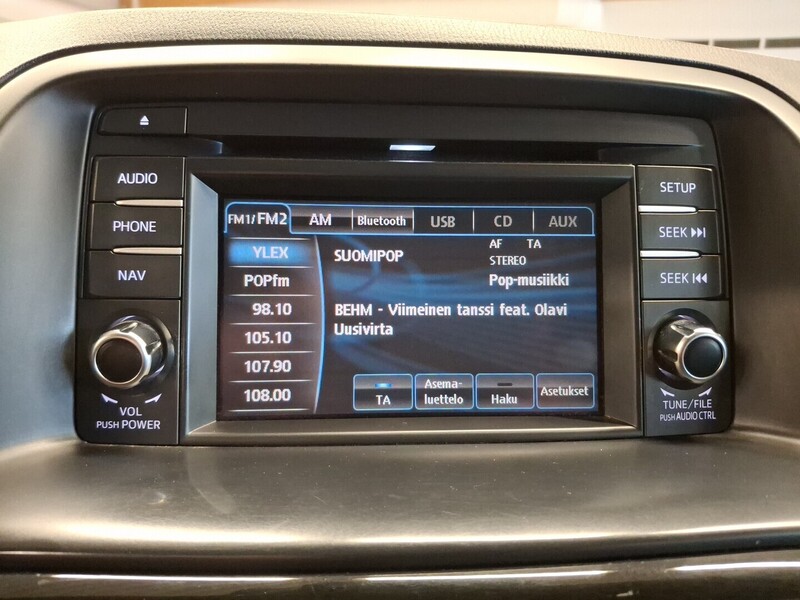 AUDIO
PHONE
NAV
VOL
PUSH POWER
FM1/FM2 AM Bluetooth USB CD AUX
YLEX
POPfm
98.10
105.10
107.90
108.00
SUOMIPOP
AF TA
STEREO
Pop-musiikki
BEHM - Viimeinen tanssi feat. Olavi
Uusivirta
TA
Asema-
luettelo
Haku
Asetukset
SETUP
SEEK
SEEK
TUNE/FILE
PUSH AUDIO CTRL